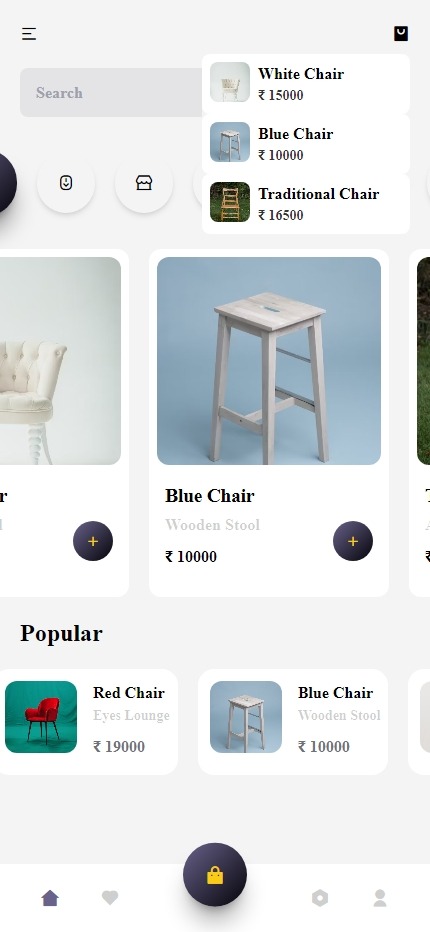 White Chair
₹ 15000
Search
Blue Chair
₹ 10000
Traditional Chair
₹ 16500
Blue Chair
Wooden Stool
₹ 10000
Popular
Red Chair
Eyes Lounge
₹ 19000
Blue Chair
Wooden Stool
₹ 10000